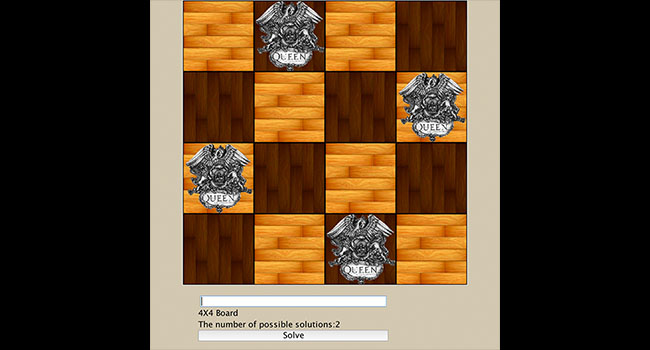 QUEEN
QUEEN
QUEEN
QUEEN
4X4 Board
The number of possible solutions:2
Solve